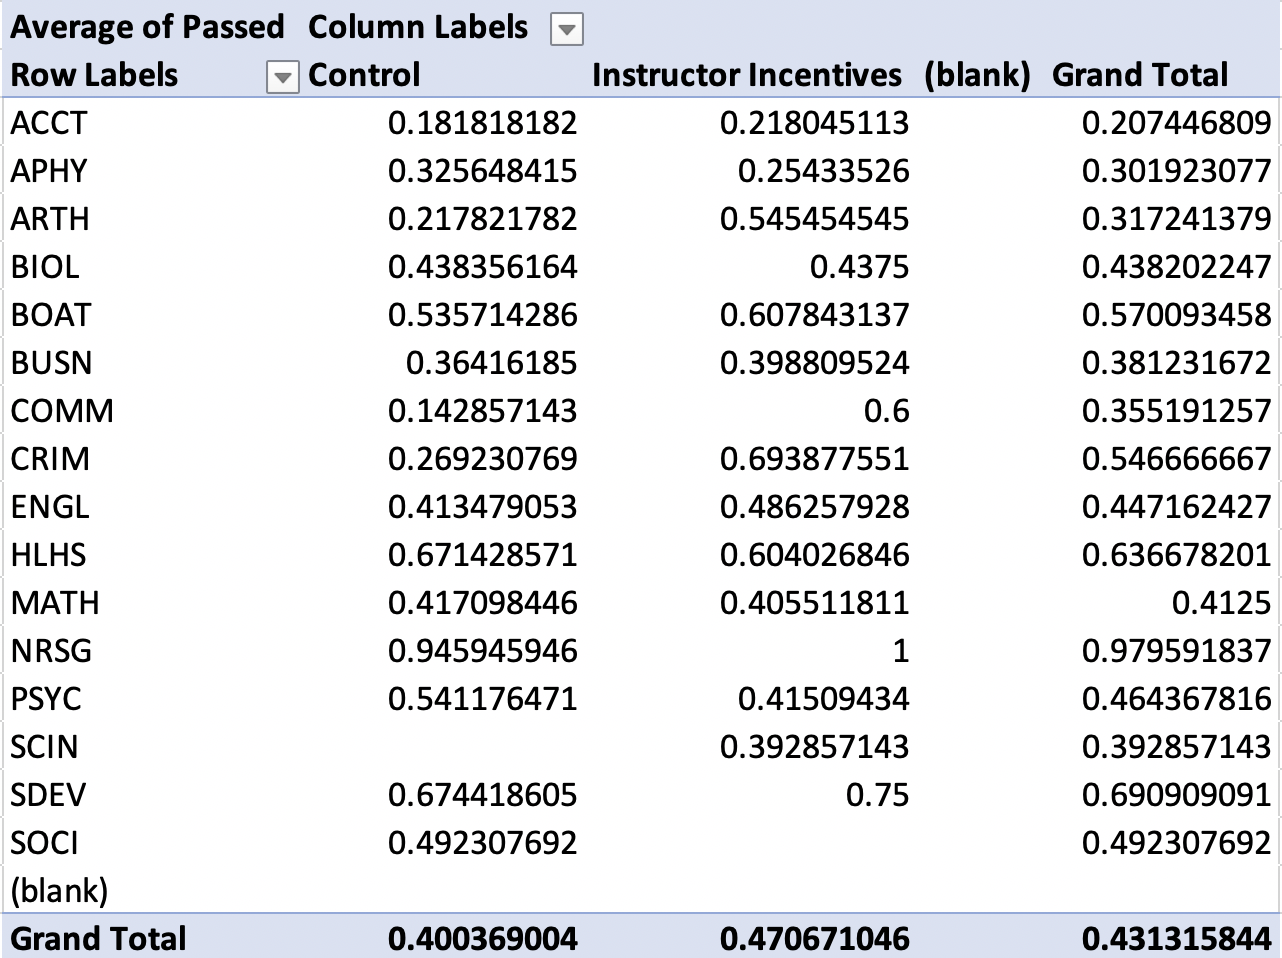 Average of Passed Column Labels
Row Labels Control Instructor Incentives (blank) Grand Total
ACCT 0.181818182 0.218045113 0.207446809
APHY 0.325648415 0.25433526 0.301923077
ARTH 0.217821782 0.545454545 0.317241379
BIOL 0.438356164 0.4375 0.438202247
BOAT 0.535714286 0.607843137 0.570093458
BUSN 0.36416185 0.398809524 0.381231672
COMM 0.142857143 0.6 0.355191257
CRIM 0.269230769 0.693877551 0.546666667
ENGL 0.413479053 0.486257928 0.447162427
HLHS 0.671428571 0.604026846 0.636678201
MATH 0.417098446 0.405511811 0.4125
NRSG 0.945945946 1 0.979591837
PSYC 0.541176471 0.41509434 0.464367816
SCIN 0.392857143 0.392857143
SDEV 0.674418605 0.75 0.690909091
SOCI 0.492307692 0.492307692
(blank)
Grand Total 0.400369004 0.470671046 0.431315844